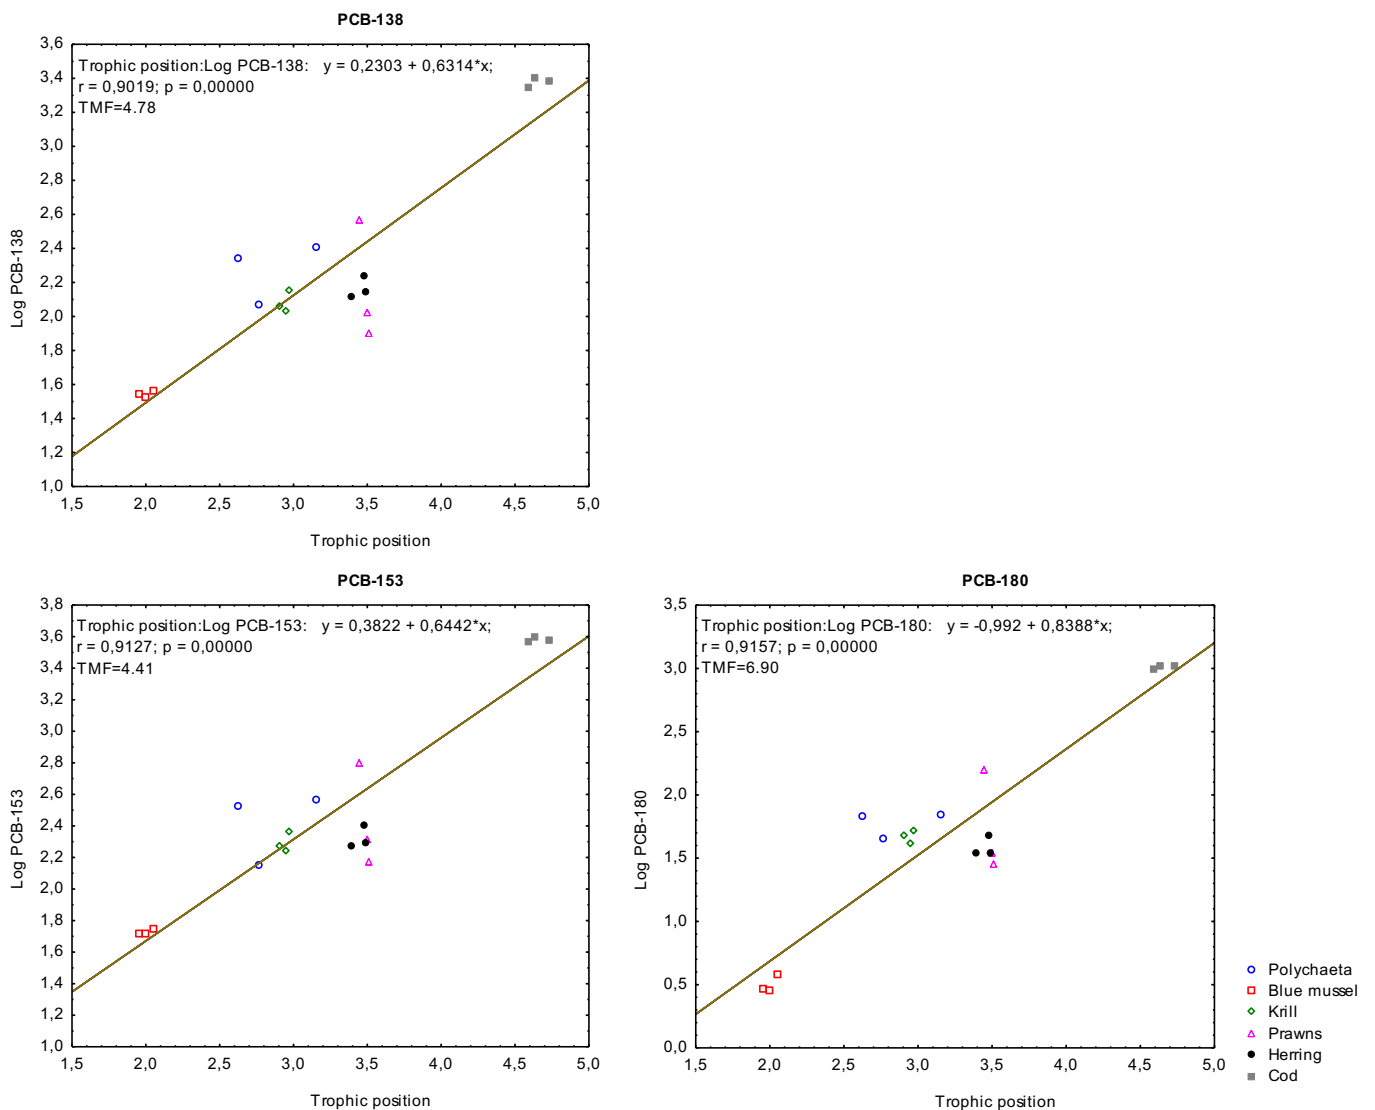 PCB-138
Trophic position:Log PCB-138: y = 0,2303 + 0,6314*x;
r = 0,9019; p = 0,00000
TMF=4.78
3,6
3,4
3,2
3,0
2,8
2,6
2,4
2,2
2,0
1,8
1,6
1,4
1,2
1,0
Log PCB-138
1,5 2,0 2,5 3,0 3,5 4,0 4,5 5,0
Trophic position
PCB-153
Trophic position:Log PCB-153: y = 0,3822 + 0,6442*x;
r = 0,9127; p = 0,00000
TMF=4.41
3,8
3,6
3,4
3,2
3,0
2,8
2,6
2,4
2,2
2,0
1,8
1,6
1,4
1,2
1,0
Log PCB-153
1,5 2,0 2,5 3,0 3,5 4,0 4,5 5,0
Trophic position
PCB-180
Trophic position:Log PCB-180: y = -0,992 + 0,8388*x;
r = 0,9157; p = 0,00000
TMF=6.90
3,5
3,0
2,5
2,0
1,5
1,0
0,5
0,0
Log PCB-180
1,5 2,0 2,5 3,0 3,5 4,0 4,5 5,0
Trophic position
Polychaeta
Blue mussel
Krill
Prawns
Herring
Cod